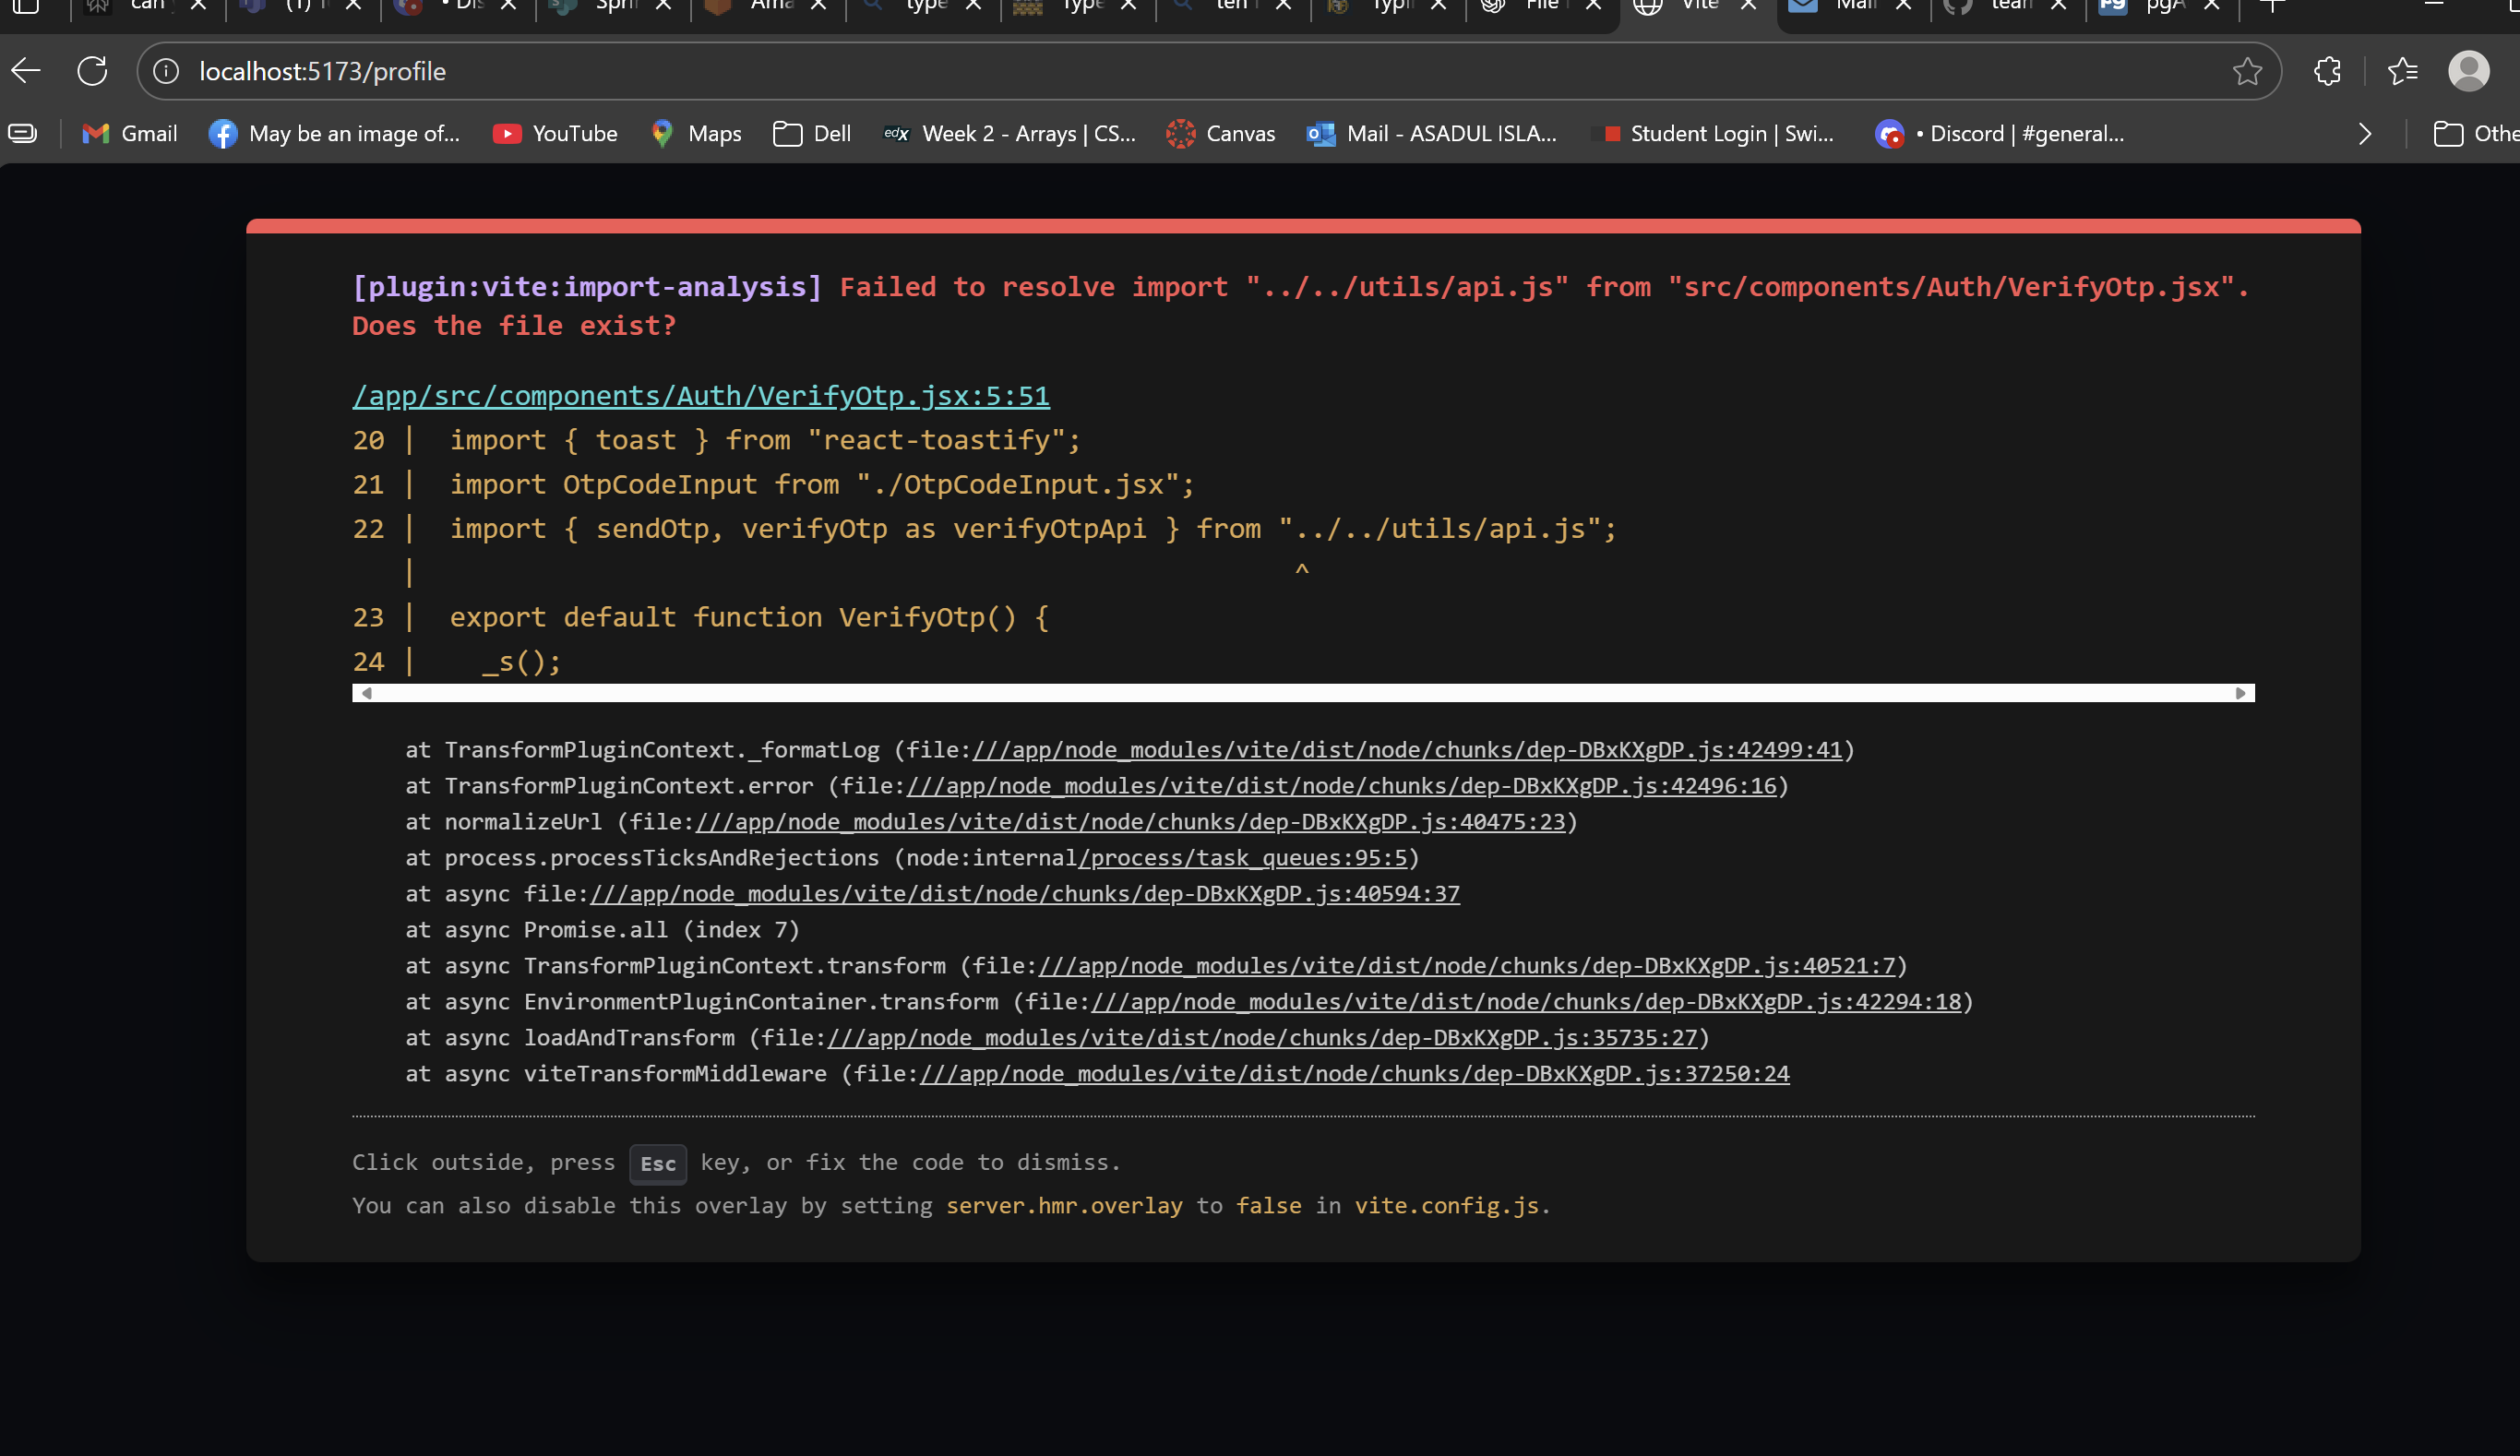 can
(1)
• Dis
Spri
Ama
type
Type
ten
Typi
File
Vite
Mail
tean
pgA
localhost:5173/profile
Gmail
May be an image of...
YouTube
Maps
Dell
edX
Week 2 - Arrays | CS...
Canvas
Mail - ASADUL ISLA...
Student Login | Swi...
• Discord | #general...
Othe
[plugin:vite:import-analysis] Failed to resolve import "../../utils/api.js" from "src/components/Auth/VerifyOtp.jsx".
Does the file exist?
/app/src/components/Auth/VerifyOtp.jsx:5:51
20 |  import { toast } from "react-toastify";
21 |  import OtpCodeInput from "./OtpCodeInput.jsx";
22 |  import { sendOtp, verifyOtp as verifyOtpApi } from "../../utils/api.js";
|                                                      ^
23 |  export default function VerifyOtp() {
24 |    _s();
at TransformPluginContext._formatLog (file:///app/node_modules/vite/dist/node/chunks/dep-DBxKXgDP.js:42499:41)
at TransformPluginContext.error (file:///app/node_modules/vite/dist/node/chunks/dep-DBxKXgDP.js:42496:16)
at normalizeUrl (file:///app/node_modules/vite/dist/node/chunks/dep-DBxKXgDP.js:40475:23)
at process.processTicksAndRejections (node:internal/process/task_queues:95:5)
at async file:///app/node_modules/vite/dist/node/chunks/dep-DBxKXgDP.js:40594:37
at async Promise.all (index 7)
at async TransformPluginContext.transform (file:///app/node_modules/vite/dist/node/chunks/dep-DBxKXgDP.js:40521:7)
at async EnvironmentPluginContainer.transform (file:///app/node_modules/vite/dist/node/chunks/dep-DBxKXgDP.js:42294:18)
at async loadAndTransform (file:///app/node_modules/vite/dist/node/chunks/dep-DBxKXgDP.js:35735:27)
at async viteTransformMiddleware (file:///app/node_modules/vite/dist/node/chunks/dep-DBxKXgDP.js:37250:24
Click outside, press Esc key, or fix the code to dismiss.
You can also disable this overlay by setting server.hmr.overlay to false in vite.config.js.